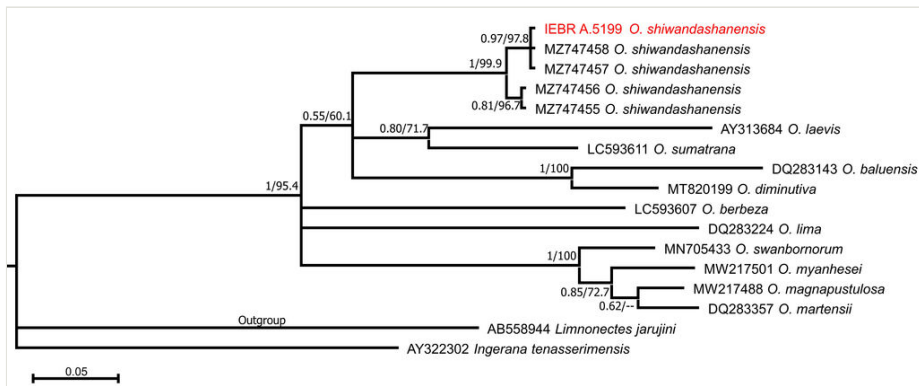 IEBR A.5199 O. shiwandashanensis
0.97/97.8
MZ747458 O. shiwandashanensis
1/99.9
MZ747457 O. shiwandashanensis
MZ747456 O. shiwandashanensis
0.81/96.7
MZ747455 O. shiwandashanensis
0.55/60.1
0.80/71.7
AY313684 O. laevis
LC593611 O. sumatrana
1/100
DQ283143 O. baluensis
1/95.4
MT820199 O. diminutiva
LC593607 O. berbeza
DQ283224 O. lima
1/100
MN705433 O. swanbornorum
MW217501 O. myanhesei
0.85/72.7
MW217488 O. magnapustulosa
0.62/--
DQ283357 O. martensii
Outgroup
AB558944 Limnonectes jarujini
AY322302 Ingerana tenasserimensis
0.05